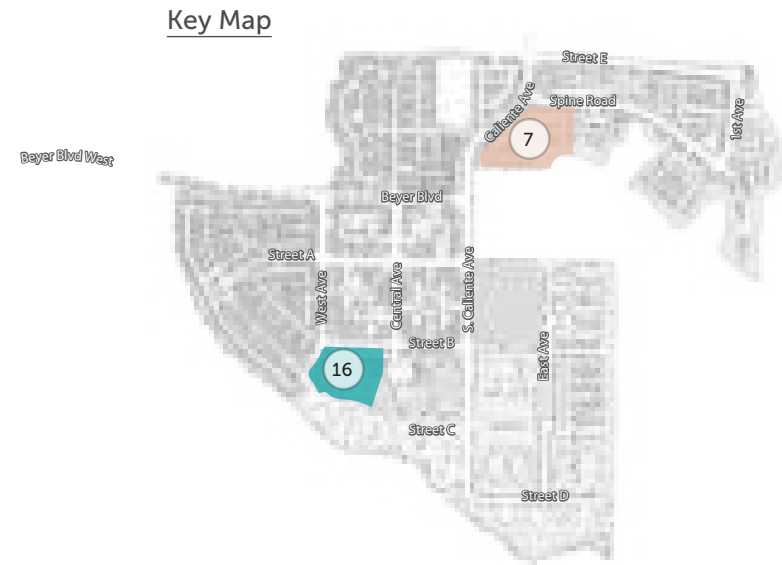 Key Map
Street E
Caliente Ave
Spine Road
1st Ave
7
Beyer Blvd West
Beyer Blvd
Street A
West Ave
Central Ave
S. Caliente Ave
Street B
East Ave
16
Street C
Street D